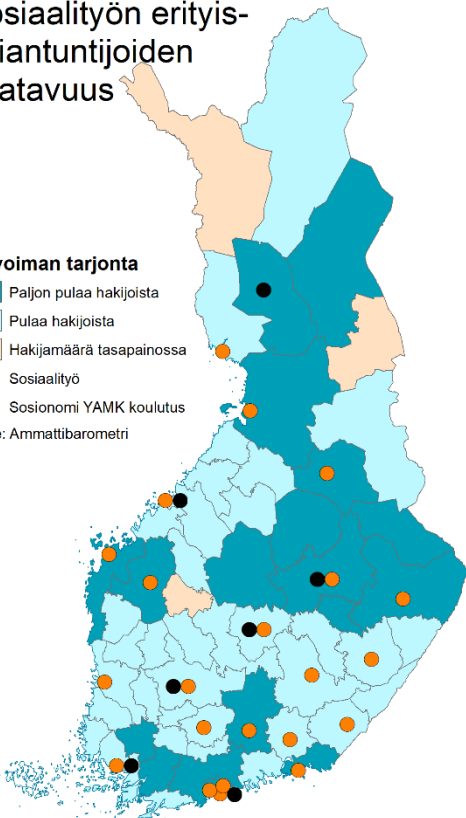 osiaalityön erityis-
iantuntijoiden
atavuus
voiman tarjonta
Paljon pulaa hakijoista
Pulaa hakijoista
Hakijamäärä tasapainossa
Sosiaalityö
Sosionomi YAMK koulutus
e: Ammattibarometri